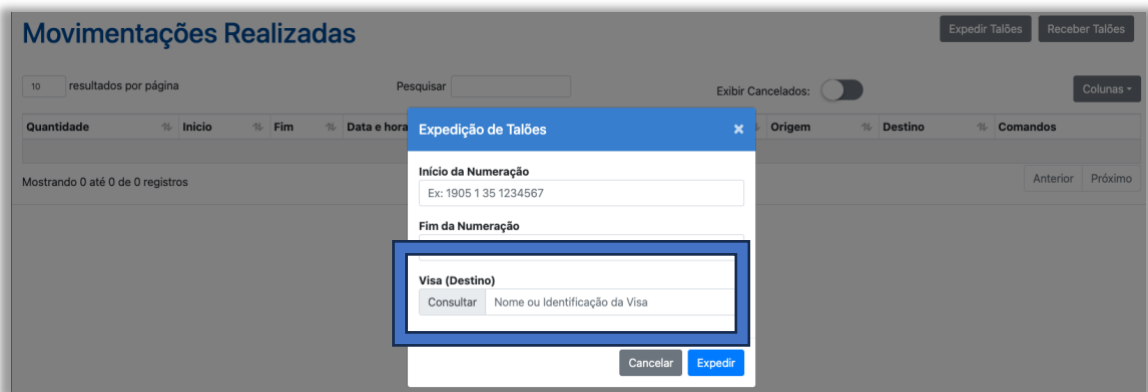 Movimentações Realizadas
Expedir Talões Receber Talões
10 resultados por página
Pesquisar
Exibir Cancelados:
Colunas
Quantidade Inicio Fim Data e hora Origem Destino Comandos
Mostrando 0 até 0 de 0 registros
Anterior Próximo
Expedição de Talões ×
Início da Numeração
Ex: 1905 1 35 1234567
Fim da Numeração
Visa (Destino)
Consultar Nome ou Identificação da Visa
Cancelar Expedir